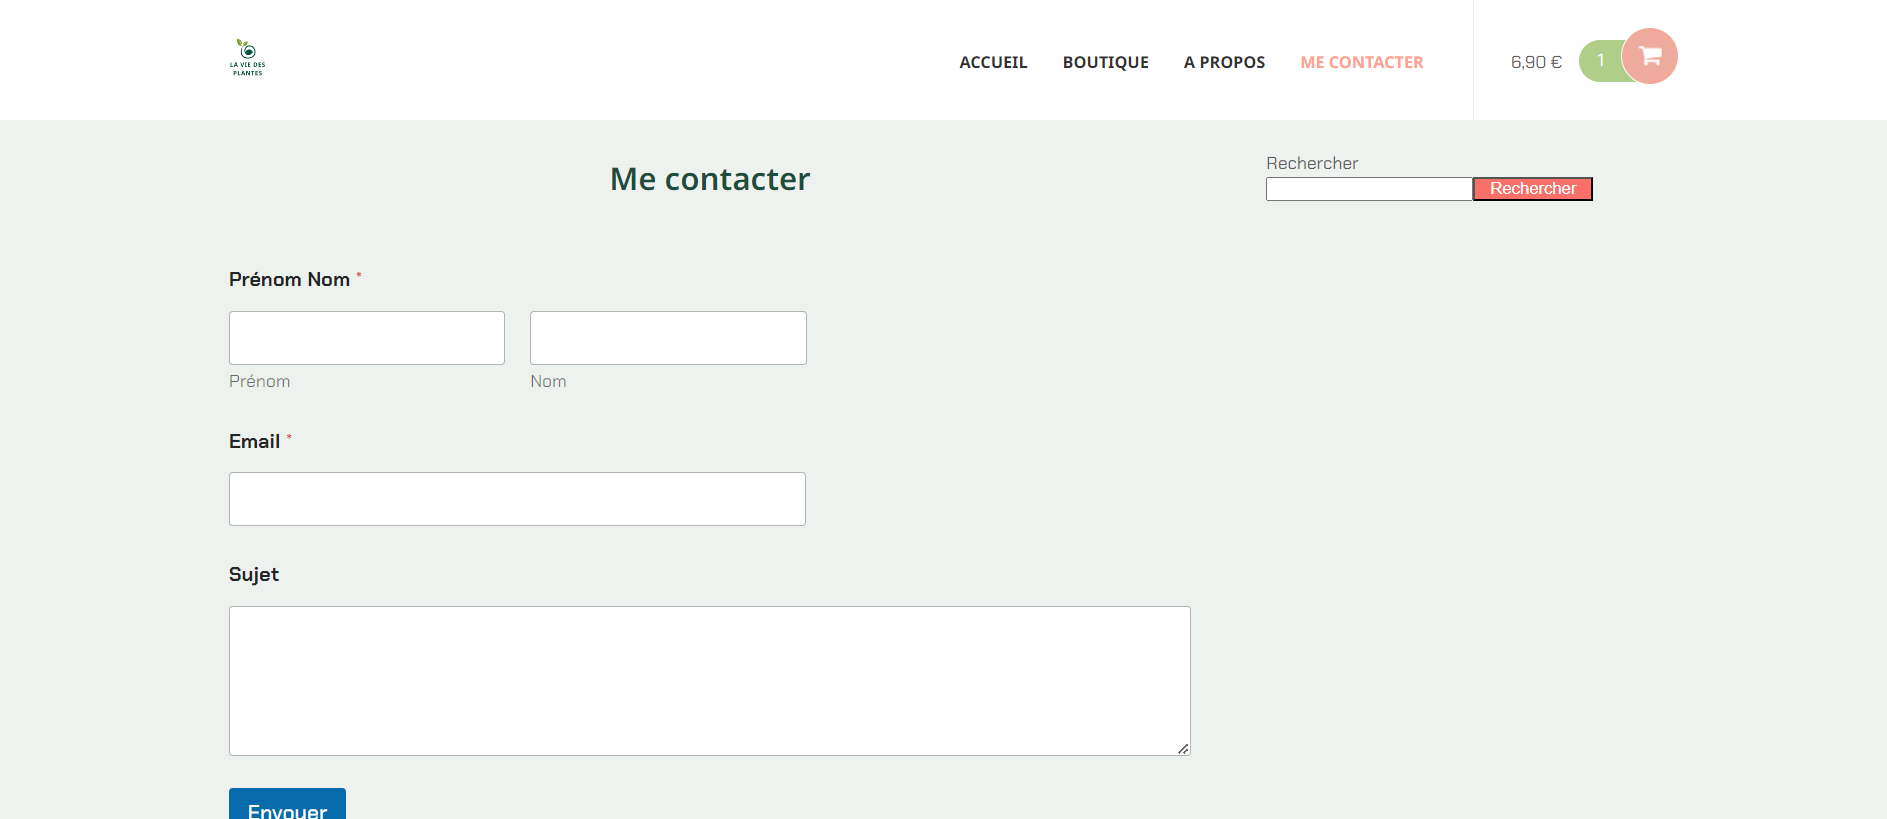 LA VIE DES
PLANTES
ACCUEIL BOUTIQUE A PROPOS ME CONTACTER 6,90 € 1
Me contacter
Rechercher
Rechercher
Prénom Nom *
Prénom Nom
Email *
Sujet
Envoyer